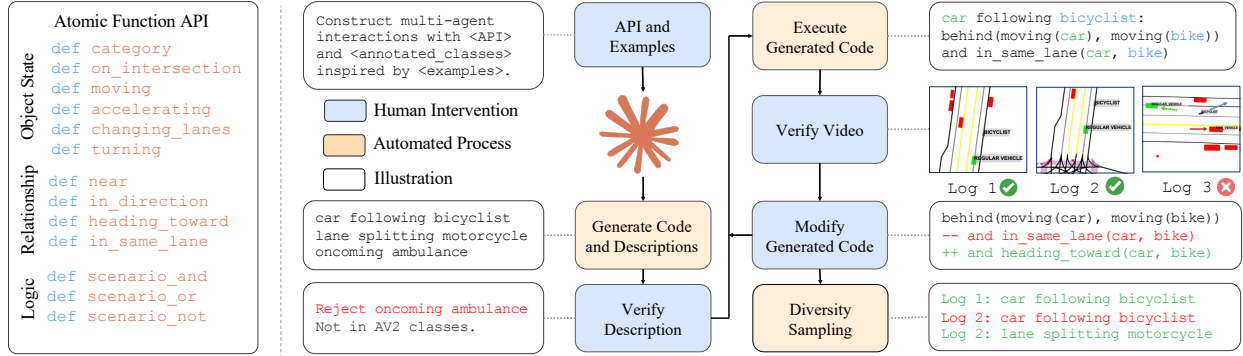 Atomic Function API
Object State
def category
def on_intersection
def moving
def accelerating
def changing_lanes
def turning
Relationship
def near
def in_direction
def heading_toward
def in_same_lane
Logic
def scenario_and
def scenario_or
def scenario_not
Construct multi-agent
interactions with <API>
and <annotated_classes>
inspired by <examples>.
Human Intervention
Automated Process
Illustration
car following bicyclist
lane splitting motorcycle
oncoming ambulance
Reject oncoming ambulance
Not in AV2 classes.
API and
Examples
Generate Code
and Descriptions
Verify
Description
Execute
Generated Code
Verify Video
Modify
Generated Code
Diversity
Sampling
car following bicyclist:
behind(moving(car), moving(bike))
and in_same_lane(car, bike)
BICYCLIST
REGULAR VEHICLE
BICYCLIST
REGULAR VEHICLE
REGULAR VEHICLE
BICYCLIST
Log 1
Log 2
Log 3
behind(moving(car), moving(bike))
-- and in_same_lane(car, bike)
++ and heading_toward(car, bike)
Log 1: car following bicyclist
Log 2: car following bicyclist
Log 2: lane splitting motorcycle